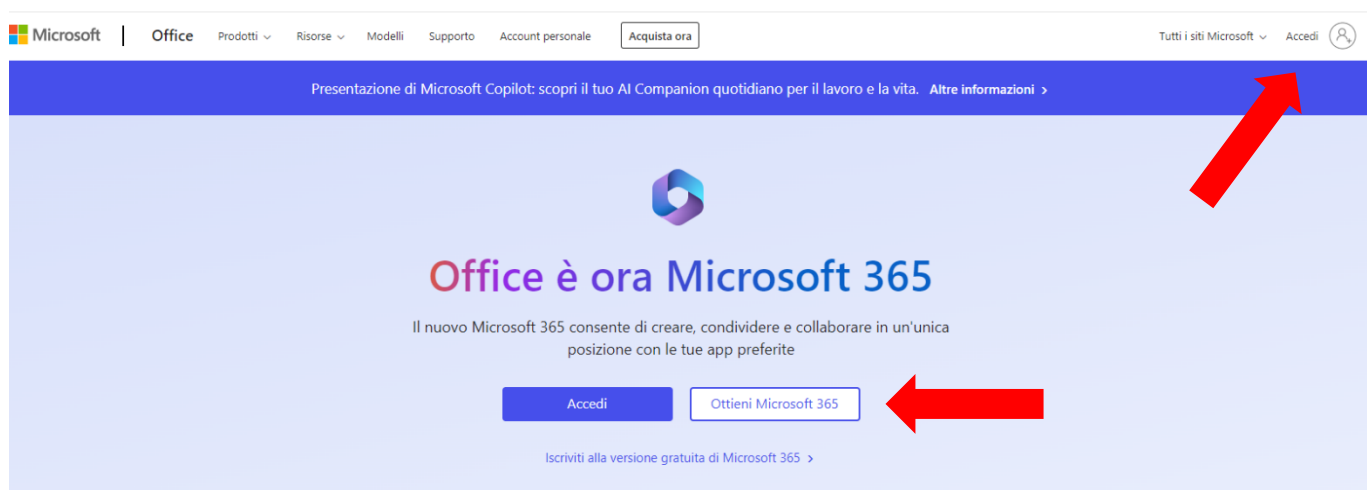 Microsoft Office Prodotti Risorse Modelli Supporto Account personale Acquista ora Tutti i siti Microsoft Accedi
Presentazione di Microsoft Copilot: scopri il tuo AI Companion quotidiano per il lavoro e la vita. Altre informazioni >
Office è ora Microsoft 365
Il nuovo Microsoft 365 consente di creare, condividere e collaborare in un'unica
posizione con le tue app preferite
Accedi Ottieni Microsoft 365
Iscriviti alla versione gratuita di Microsoft 365 >